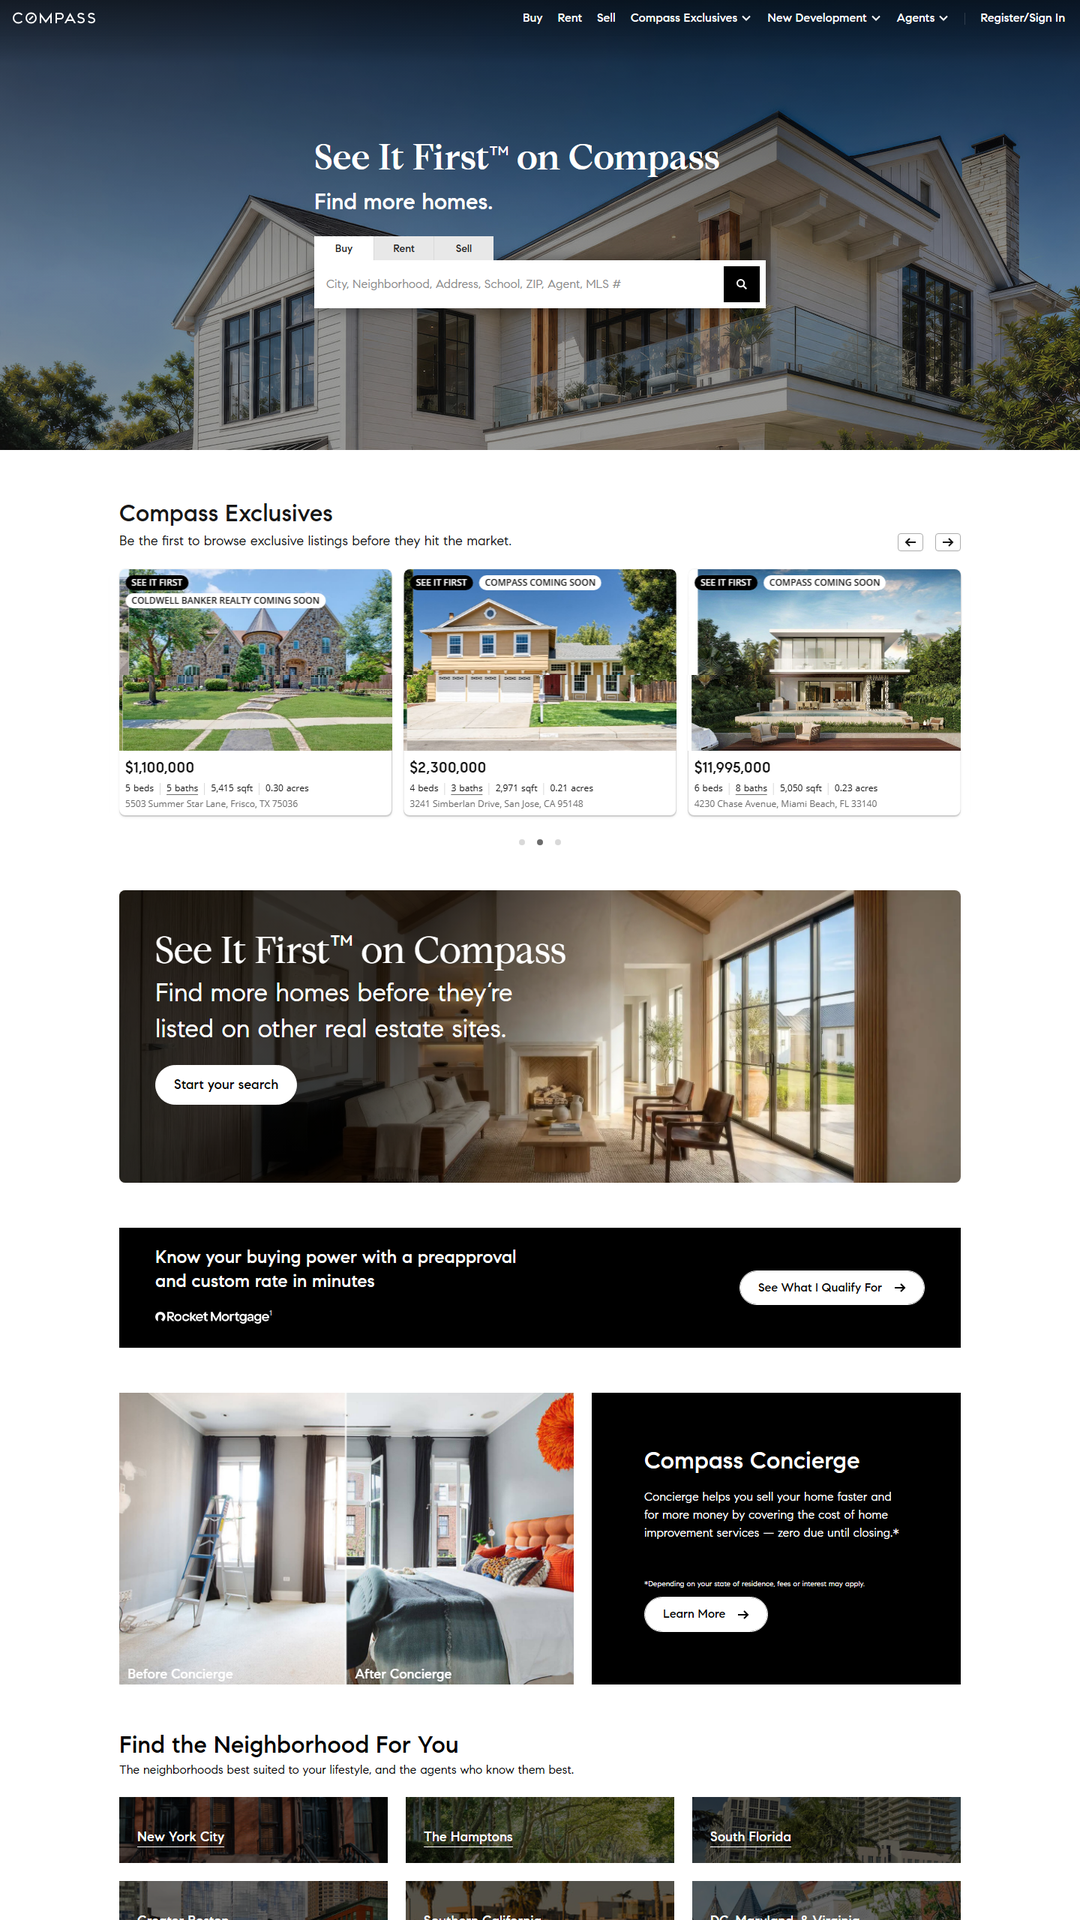 COMPASS
Buy Rent Sell Compass Exclusives New Development Agents Register/Sign In
See It First™ on Compass
Find more homes.
Buy Rent Sell
City, Neighborhood, Address, School, ZIP, Agent, MLS #
Compass Exclusives
Be the first to browse exclusive listings before they hit the market.
SEE IT FIRST
COLDWELL BANKER REALTY COMING SOON
$1,100,000
5 beds 5 baths 5,415 sqft 0.30 acres
5503 Summer Star Lane, Frisco, TX 75036
SEE IT FIRST COMPASS COMING SOON
$2,300,000
4 beds 3 baths 2,971 sqft 0.21 acres
3241 Simberlan Drive, San Jose, CA 95148
SEE IT FIRST COMPASS COMING SOON
$11,995,000
6 beds 8 baths 5,050 sqft 0.23 acres
4230 Chase Avenue, Miami Beach, FL 33140
See It First™ on Compass
Find more homes before they're
listed on other real estate sites.
Start your search
Know your buying power with a preapproval
and custom rate in minutes
Rocket Mortgage¹
See What I Qualify For
Before Concierge
After Concierge
Compass Concierge
Concierge helps you sell your home faster and
for more money by covering the cost of home
improvement services — zero due until closing.*
*Depending on your state of residence, fees or interest may apply.
Learn More
Find the Neighborhood For You
The neighborhoods best suited to your lifestyle, and the agents who know them best.
New York City
The Hamptons
South Florida
Greater Boston
Southern California
DC, Maryland, & Virginia